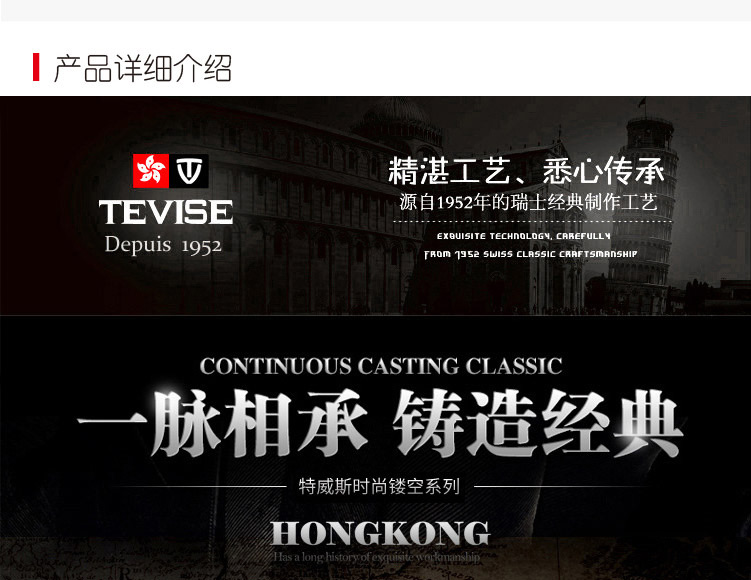 产品详细介绍
TEVISE
Depuis 1952
精湛工艺、悉心传承
源自1952年的瑞士经典制作工艺
EXQUISITE TECHNOLOGY, CAREFULLY
FROM 1952 SWISS CLASSIC CRAFTSMANSHIP
CONTINUOUS CASTING CLASSIC
一脉相承 铸造经典
特威斯时尚镂空系列
HONGKONG
Has a long history of exquisite workmanship